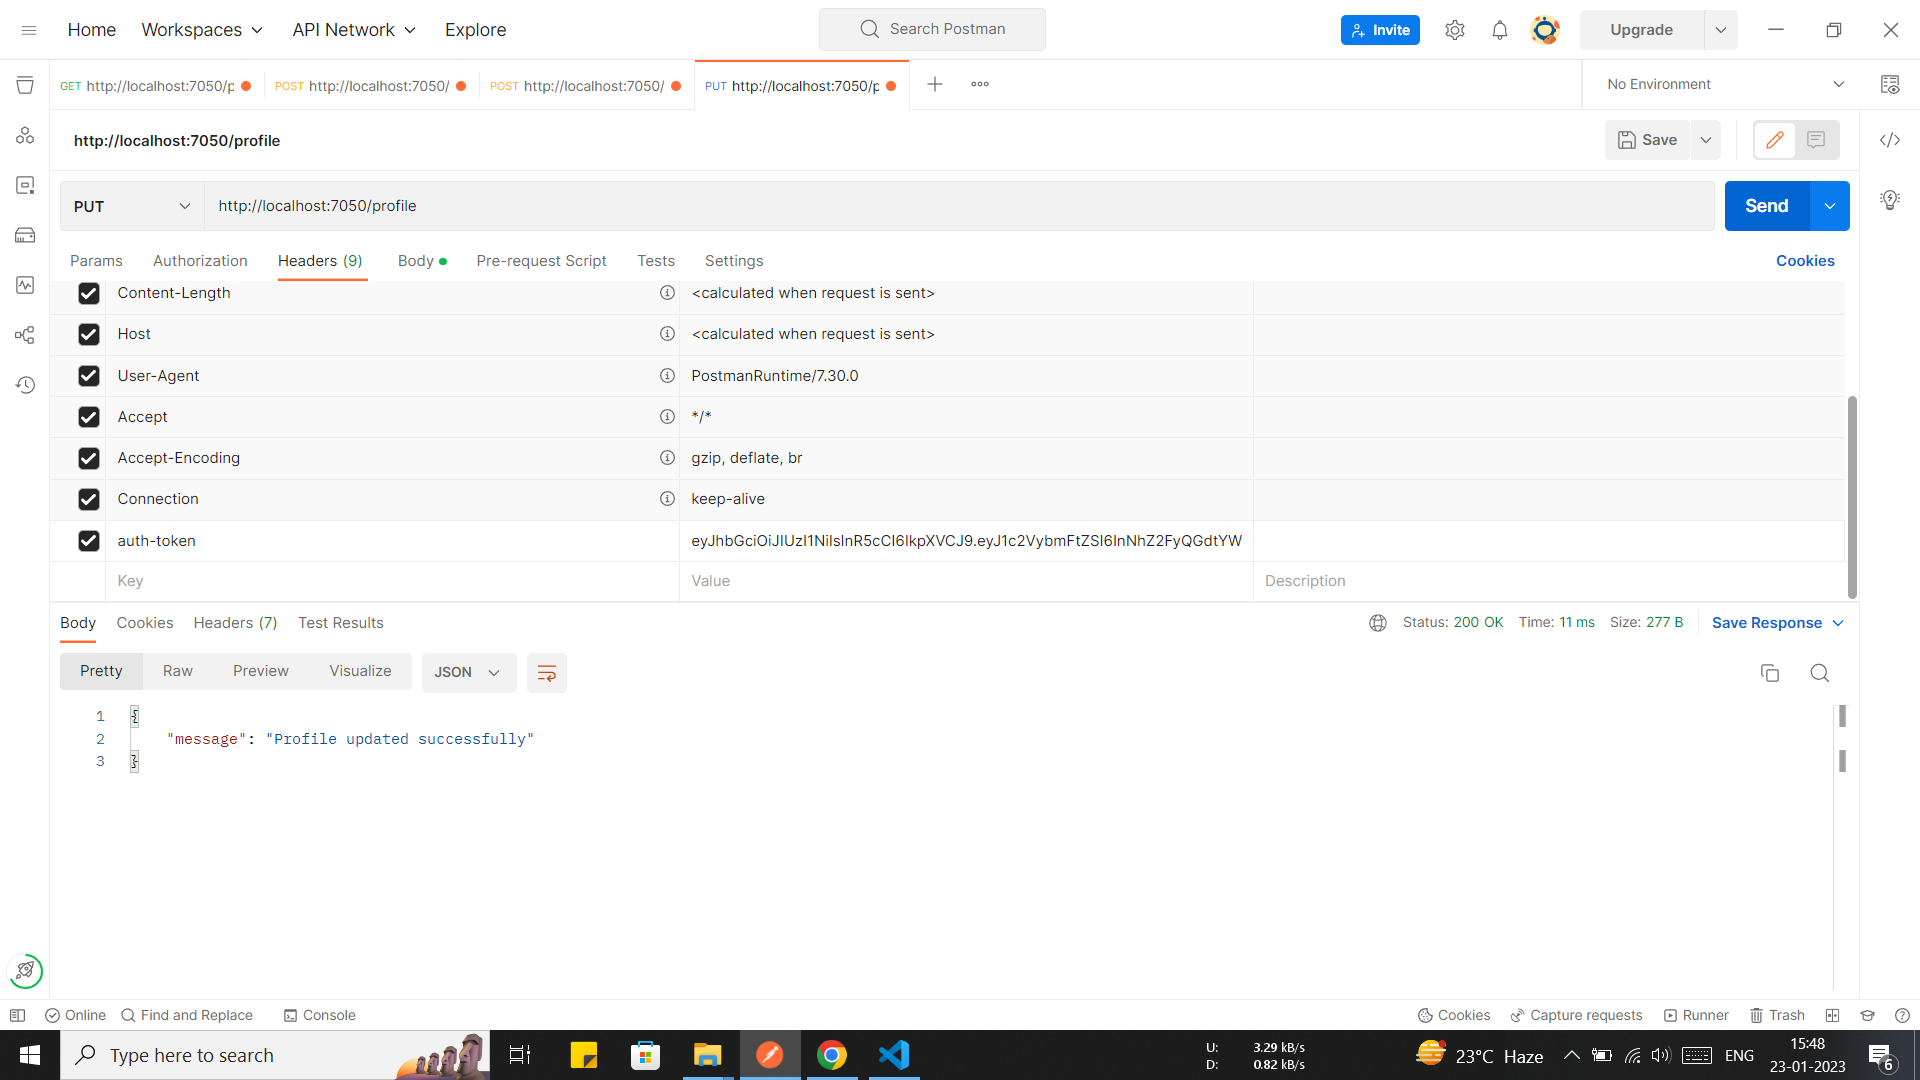 Home Workspaces API Network Explore Search Postman Invite Upgrade
GET http://localhost:7050/p POST http://localhost:7050/ POST http://localhost:7050/ PUT http://localhost:7050/p No Environment
http://localhost:7050/profile Save
PUT http://localhost:7050/profile Send
Params Authorization Headers (9) Body Pre-request Script Tests Settings Cookies
Content-Length <calculated when request is sent>
Host <calculated when request is sent>
User-Agent PostmanRuntime/7.30.0
Accept */*
Accept-Encoding gzip, deflate, br
Connection keep-alive
auth-token eyJhbGciOiJIUzI1NiIsInR5cCI6IkpXVCJ9.eyJ1c2VybmFtZSI6InNhZ2FyQGdtYW
Key Value Description
Body Cookies Headers (7) Test Results Status: 200 OK Time: 11 ms Size: 277 B Save Response
Pretty Raw Preview Visualize JSON
1 {
2 "message": "Profile updated successfully"
3 }
Online Find and Replace Console Cookies Capture requests Runner Trash
Type here to search U: 3.29 kB/s 23°C Haze ENG 15:48
D: 0.82 kB/s 23-01-2023 6